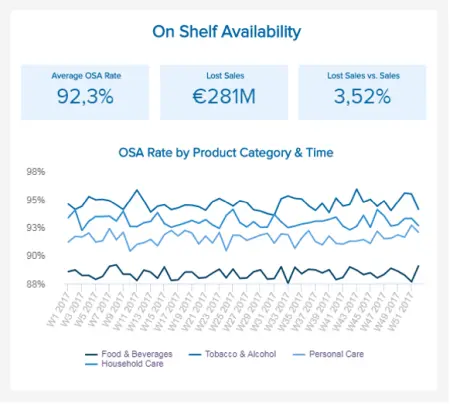 On Shelf Availability
Average OSA Rate
92,3%
Lost Sales
€281M
Lost Sales vs. Sales
3,52%
OSA Rate by Product Category & Time
98%
95%
93%
90%
88%
W1 2017
W3 2017
W5 2017
W7 2017
W9 2017
W11 2017
W13 2017
W15 2017
W17 2017
W19 2017
W21 2017
W23 2017
W25 2017
W27 2017
W29 2017
W31 2017
W33 2017
W35 2017
W37 2017
W39 2017
W41 2017
W43 2017
W45 2017
W47 2017
W49 2017
W51 2017
Food & Beverages Tobacco & Alcohol Personal Care
Household Care